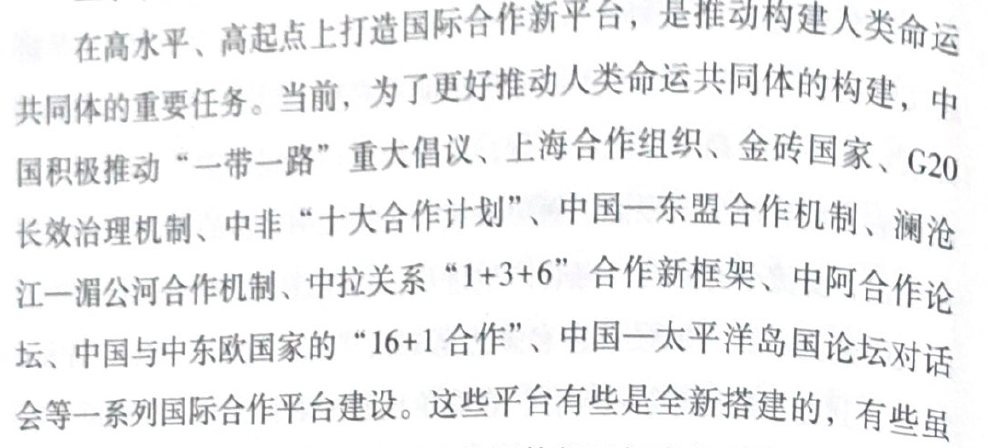 在高水平、高起点上打造国际合作新平台，是推动构建人类命运
共同体的重要任务。当前，为了更好推动人类命运共同体的构建，中
国积极推动“一带一路”重大倡议、上海合作组织、金砖国家、G20
长效治理机制、中非“十大合作计划”、中国—东盟合作机制、澜沧
江—湄公河合作机制、中拉关系“1+3+6”合作新框架、中阿合作论
坛、中国与中东欧国家的“16+1合作”、中国—太平洋岛国论坛对话
会等一系列国际合作平台建设。这些平台有些是全新搭建的，有些虽